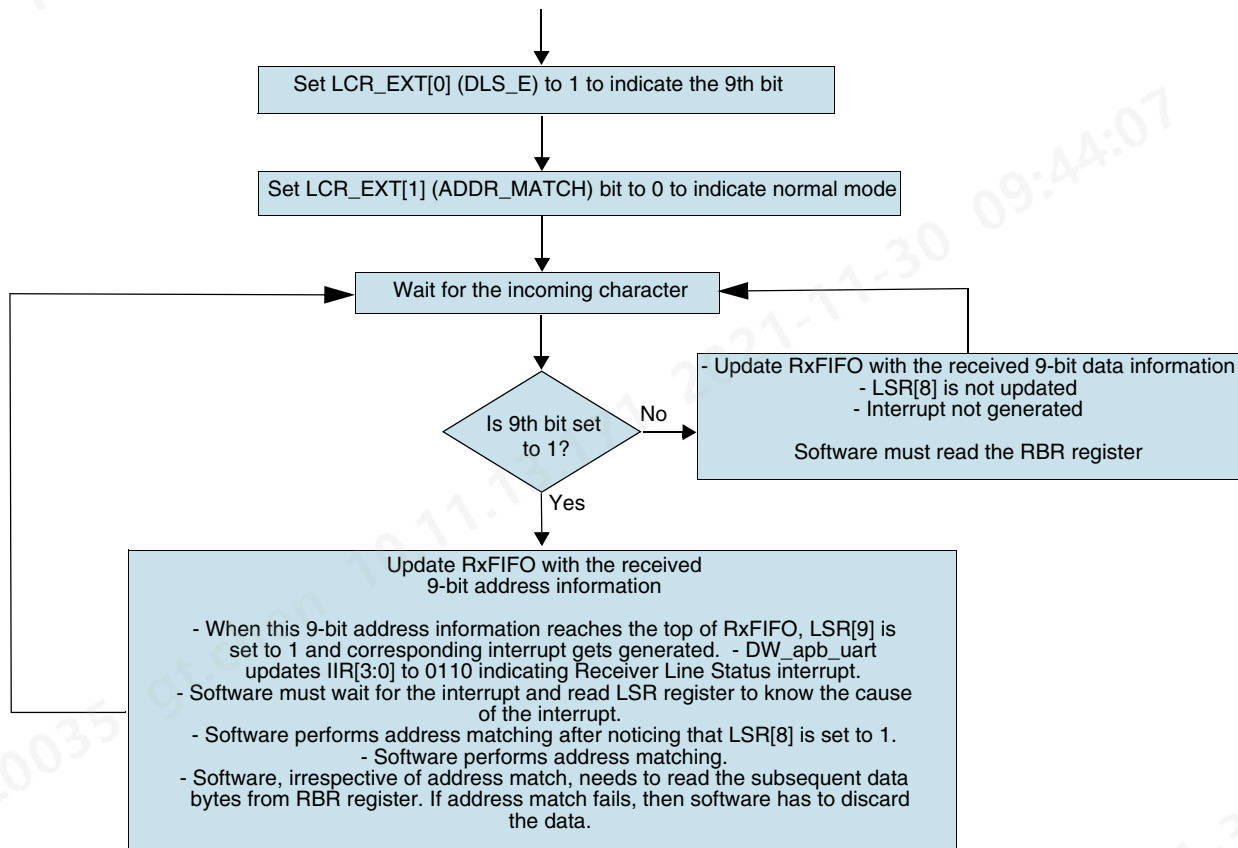 Set LCR_EXT[0] (DLS_E) to 1 to indicate the 9th bit
Set LCR_EXT[1] (ADDR_MATCH) bit to 0 to indicate normal mode
Wait for the incoming character
Is 9th bit set
to 1?
No
- Update RxFIFO with the received 9-bit data information
- LSR[8] is not updated
- Interrupt not generated
Software must read the RBR register
Yes
Update RxFIFO with the received
9-bit address information
- When this 9-bit address information reaches the top of RxFIFO, LSR[9] is
set to 1 and corresponding interrupt gets generated. - DW_apb_uart
updates IIR[3:0] to 0110 indicating Receiver Line Status interrupt.
- Software must wait for the interrupt and read LSR register to know the cause
of the interrupt.
- Software performs address matching after noticing that LSR[8] is set to 1.
- Software performs address matching.
- Software, irrespective of address match, needs to read the subsequent data
bytes from RBR register. If address match fails, then software has to discard
the data.
2021-11-30 09:44:07